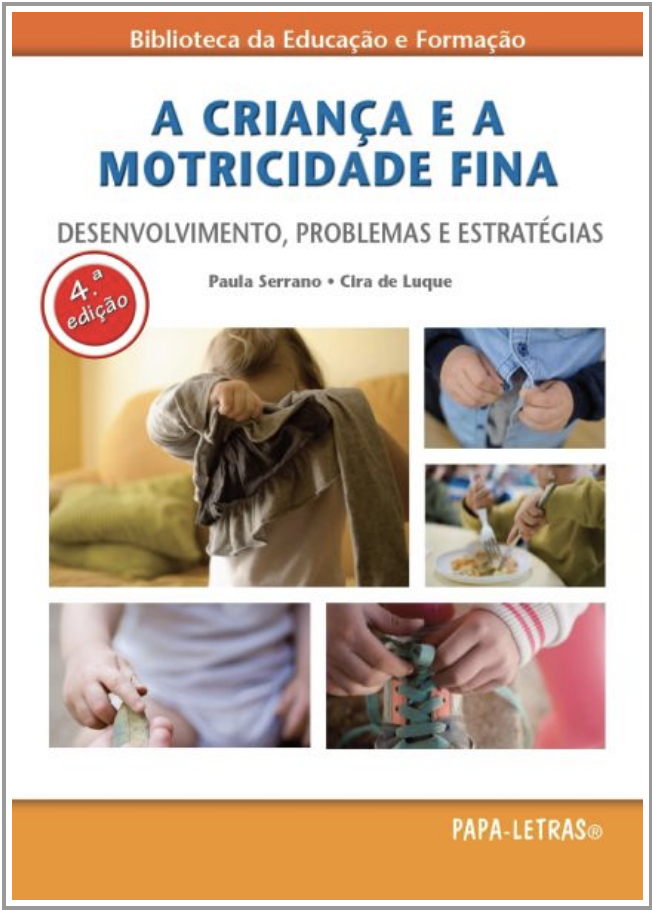 Biblioteca da Educação e Formação
A CRIANÇA E A
MOTRICIDADE FINA
DESENVOLVIMENTO, PROBLEMAS E ESTRATÉGIAS
Paula Serrano • Cira de Luque
4.ª
edição
PAPA-LETRAS®